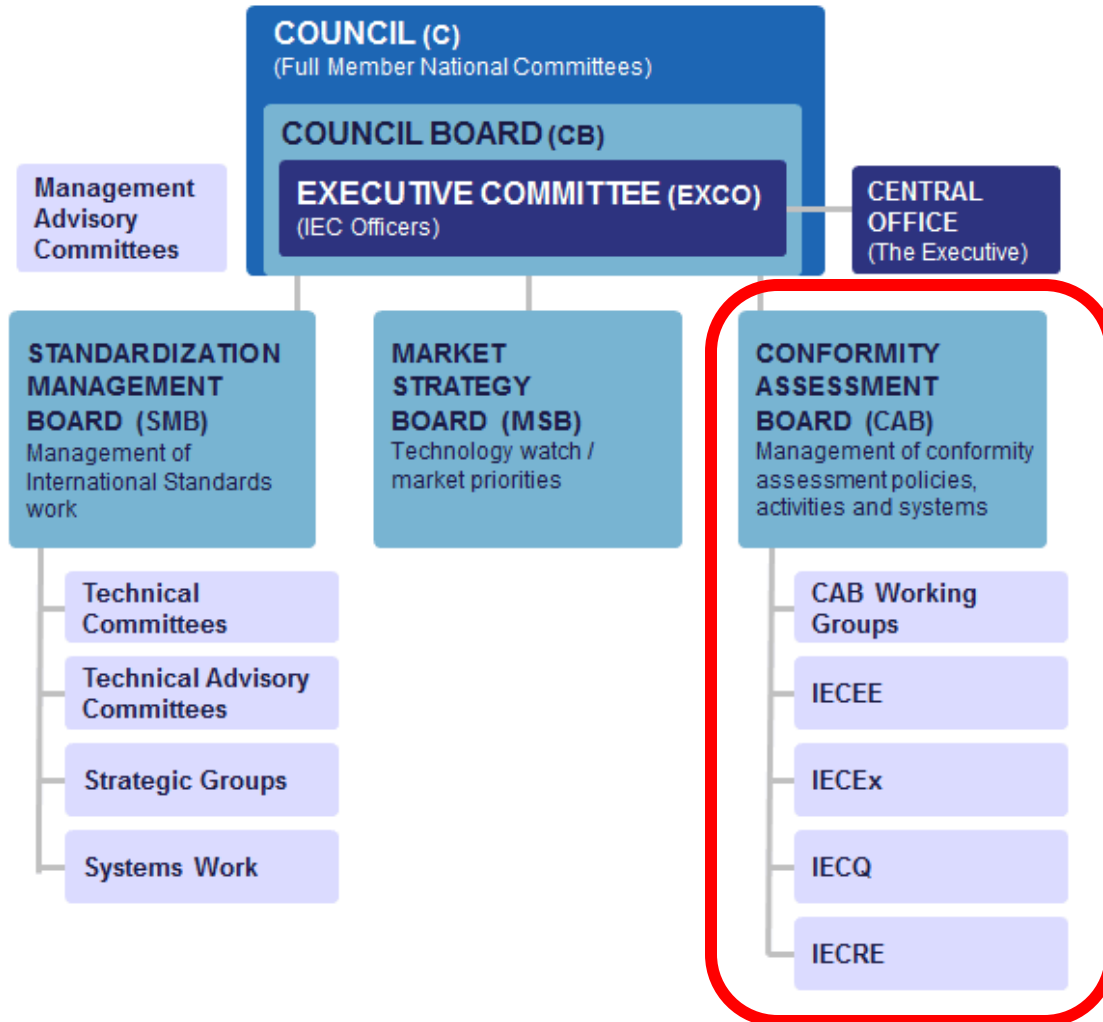 COUNCIL (C)
(Full Member National Committees)
COUNCIL BOARD (CB)
EXECUTIVE COMMITTEE (EXCO)
(IEC Officers)
Management
Advisory
Committees
CENTRAL
OFFICE
(The Executive)
STANDARDIZATION
MANAGEMENT
BOARD (SMB)
Management of
International Standards
work
MARKET
STRATEGY
BOARD (MSB)
Technology watch /
market priorities
CONFORMITY
ASSESSMENT
BOARD (CAB)
Management of conformity
assessment policies,
activities and systems
Technical
Committees
Technical Advisory
Committees
Strategic Groups
Systems Work
CAB Working
Groups
IECEE
IECEx
IECQ
IECRE